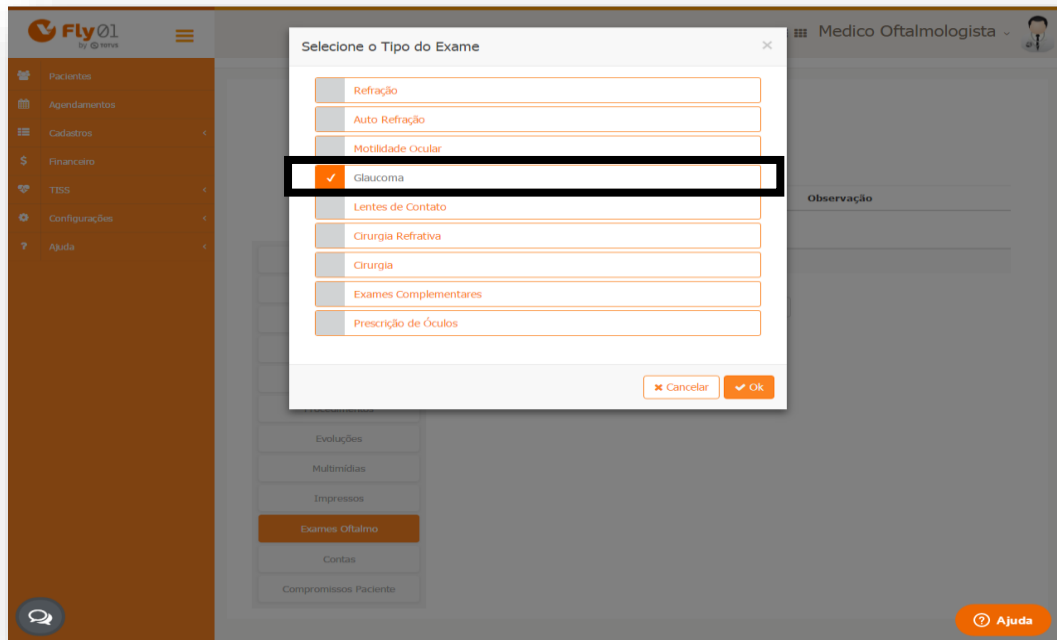 Fly01
by TOTVS
Medico Oftalmologista
Pacientes
Agendamentos
Cadastros
Financeiro
TISS
Configurações
Ajuda
Selecione o Tipo do Exame
Refração
Auto Refração
Motilidade Ocular
Glaucoma
Lentes de Contato
Cirurgia Refrativa
Cirurgia
Exames Complementares
Prescrição de Óculos
Cancelar
Ok
Observação
Evoluções
Multimídias
Impressos
Exames Oftalmo
Contas
Compromissos Paciente
Ajuda